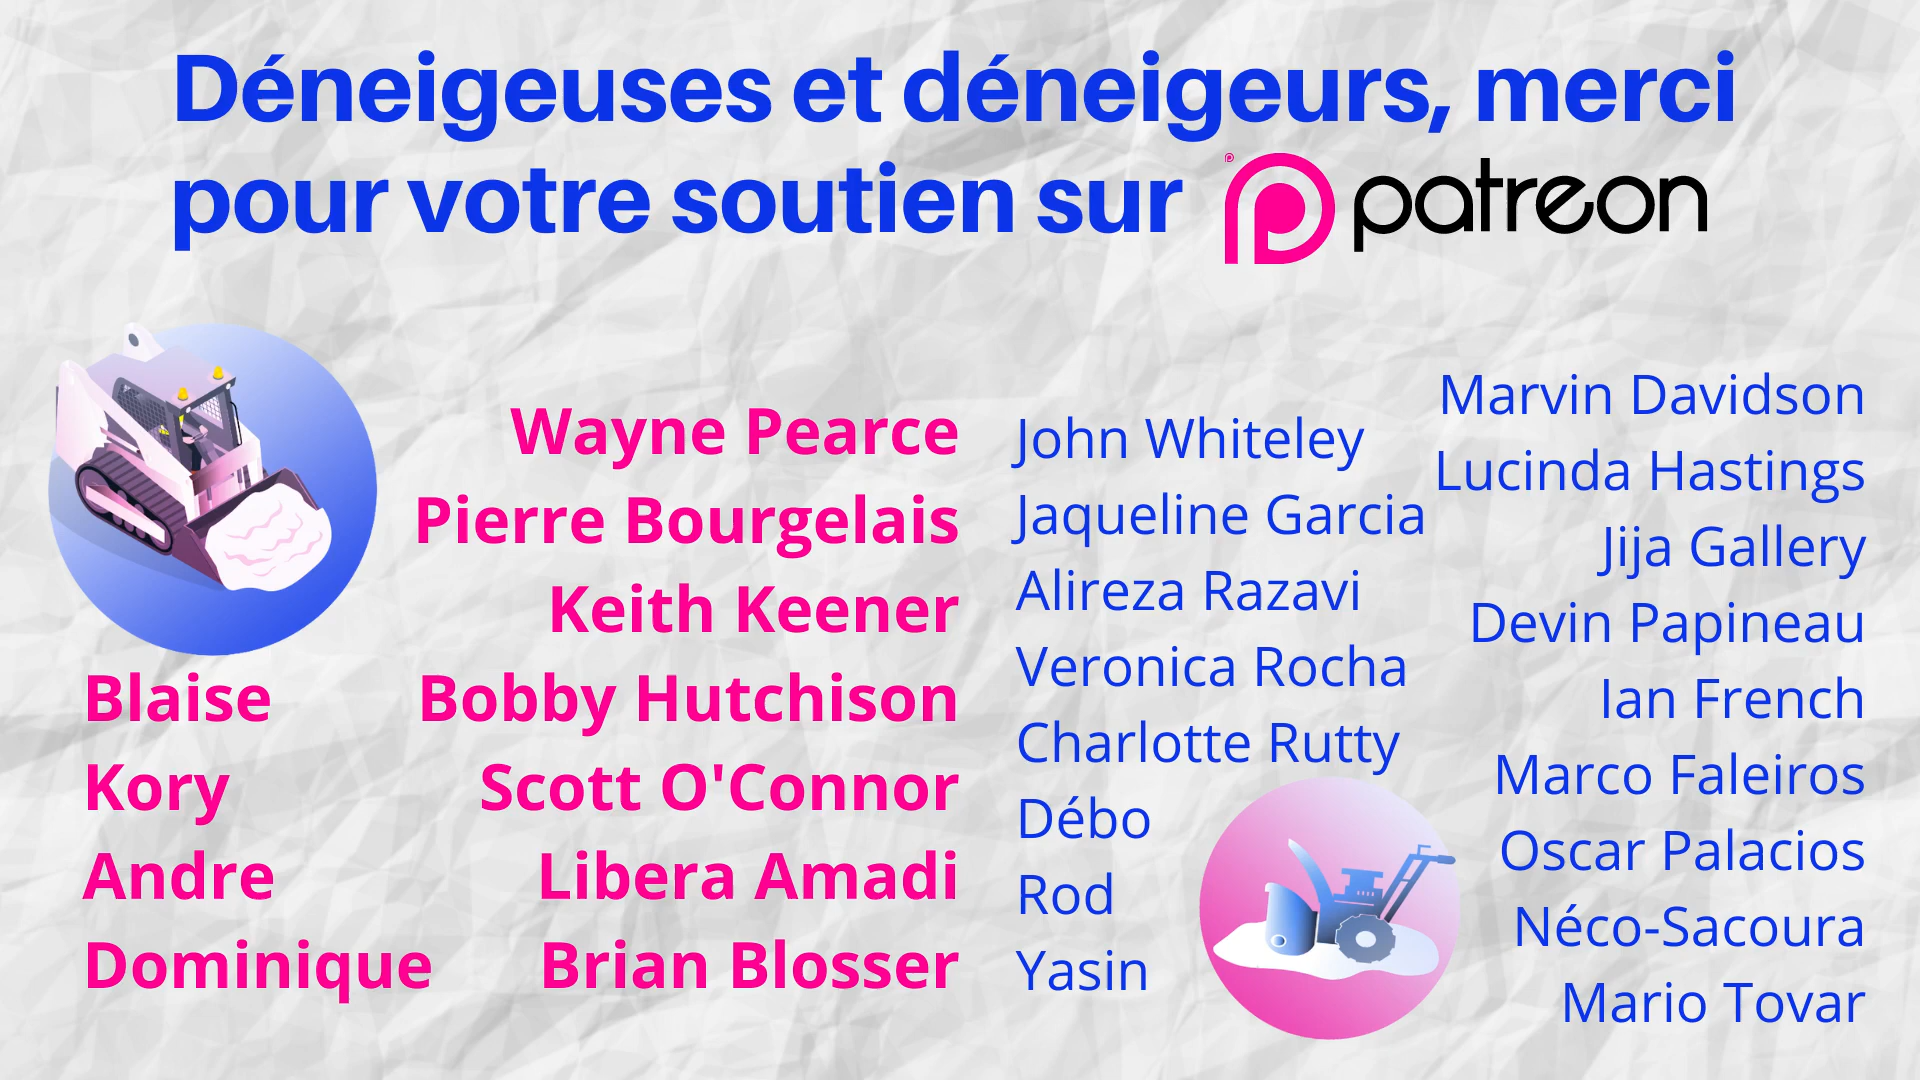 Déneigeuses et déneigeurs, merci
pour votre soutien sur patreon
Blaise
Kory
Andre
Dominique
Wayne Pearce
Pierre Bourgelais
Keith Keener
Bobby Hutchison
Scott O'Connor
Libera Amadi
Brian Blosser
John Whiteley
Jaqueline Garcia
Alireza Razavi
Veronica Rocha
Charlotte Rutty
Débo
Rod
Yasin
Marvin Davidson
Lucinda Hastings
Jija Gallery
Devin Papineau
Ian French
Marco Faleiros
Oscar Palacios
Néco-Sacoura
Mario Tovar